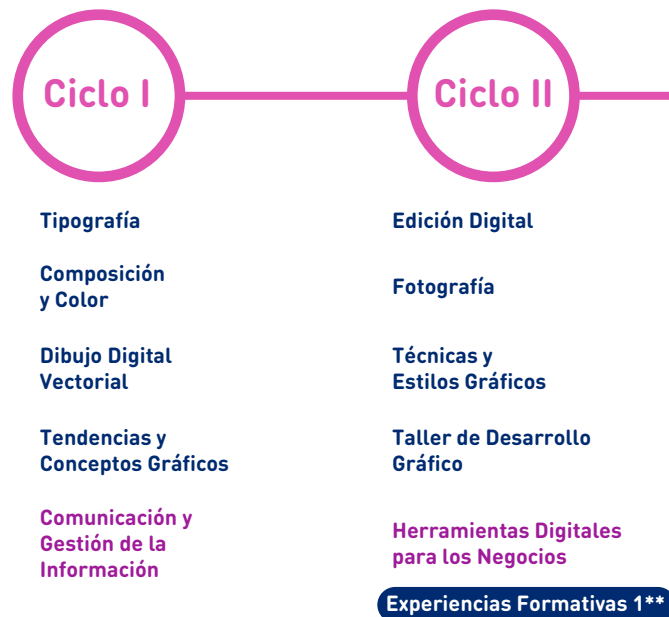 Ciclo I
Tipografía
Composición
y Color
Dibujo Digital
Vectorial
Tendencias y
Conceptos Gráficos
Comunicación y
Gestión de la
Información
Ciclo II
Edición Digital
Fotografía
Técnicas y
Estilos Gráficos
Taller de Desarrollo
Gráfico
Herramientas Digitales
para los Negocios
Experiencias Formativas 1**